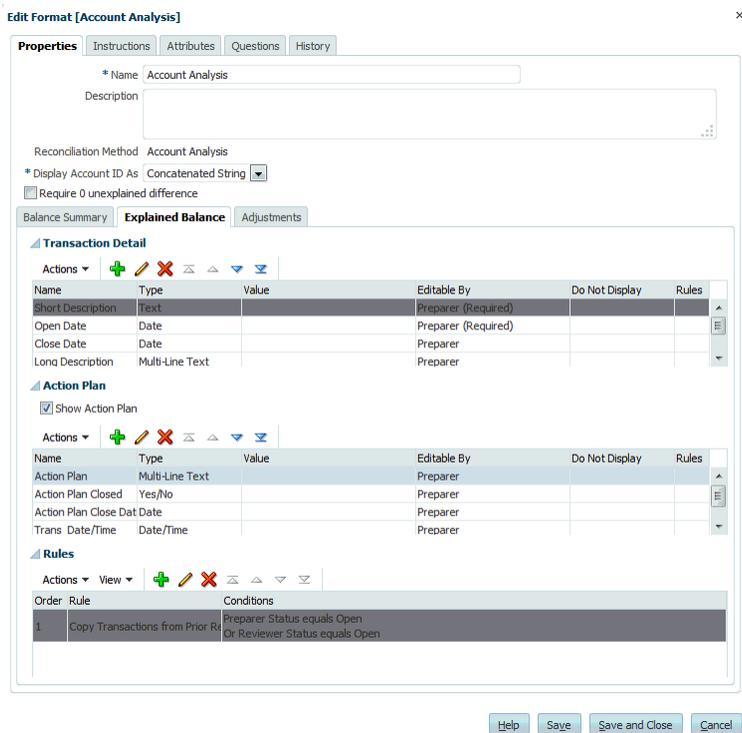 Edit Format [Account Analysis]
Properties Instructions Attributes Questions History
* Name Account Analysis
Description
Reconciliation Method Account Analysis
* Display Account ID As Concatenated String
Require 0 unexplained difference
Balance Summary Explained Balance Adjustments
Transaction Detail
Actions
Name Type Value Editable By Do Not Display Rules
Short Description Text Preparer (Required)
Open Date Date Preparer (Required)
Close Date Date Preparer
Long Description Multi-Line Text Preparer
Action Plan
Show Action Plan
Actions
Name Type Value Editable By Do Not Display Rules
Action Plan Multi-Line Text Preparer
Action Plan Closed Yes/No Preparer
Action Plan Close Dat Date Preparer
Trans Date/Time Date/Time Preparer
Rules
Actions View
Order Rule Conditions
1 Copy Transactions from Prior Re Preparer Status equals Open
Or Reviewer Status equals Open
Help Save Save and Close Cancel